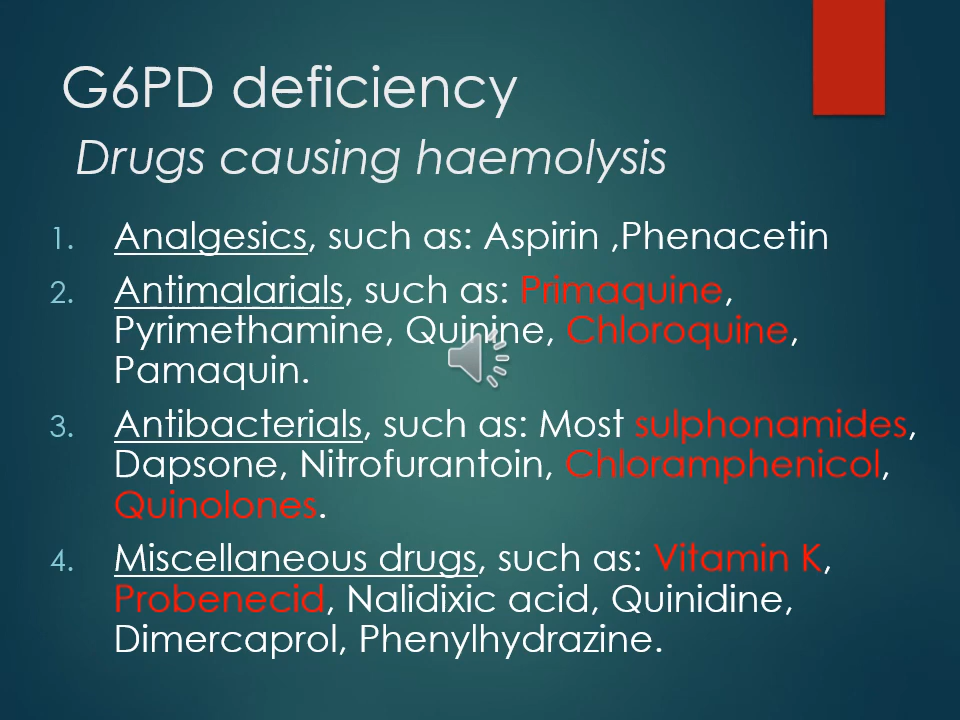 G6PD deficiency
Drugs causing haemolysis
1. Analgesics, such as: Aspirin ,Phenacetin
2. Antimalarials, such as: Primaquine,
Pyrimethamine, Quinine, Chloroquine,
Pamaquin.
3. Antibacterials, such as: Most sulphonamides,
Dapsone, Nitrofurantoin, Chloramphenicol,
Quinolones.
4. Miscellaneous drugs, such as: Vitamin K,
Probenecid, Nalidixic acid, Quinidine,
Dimercaprol, Phenylhydrazine.